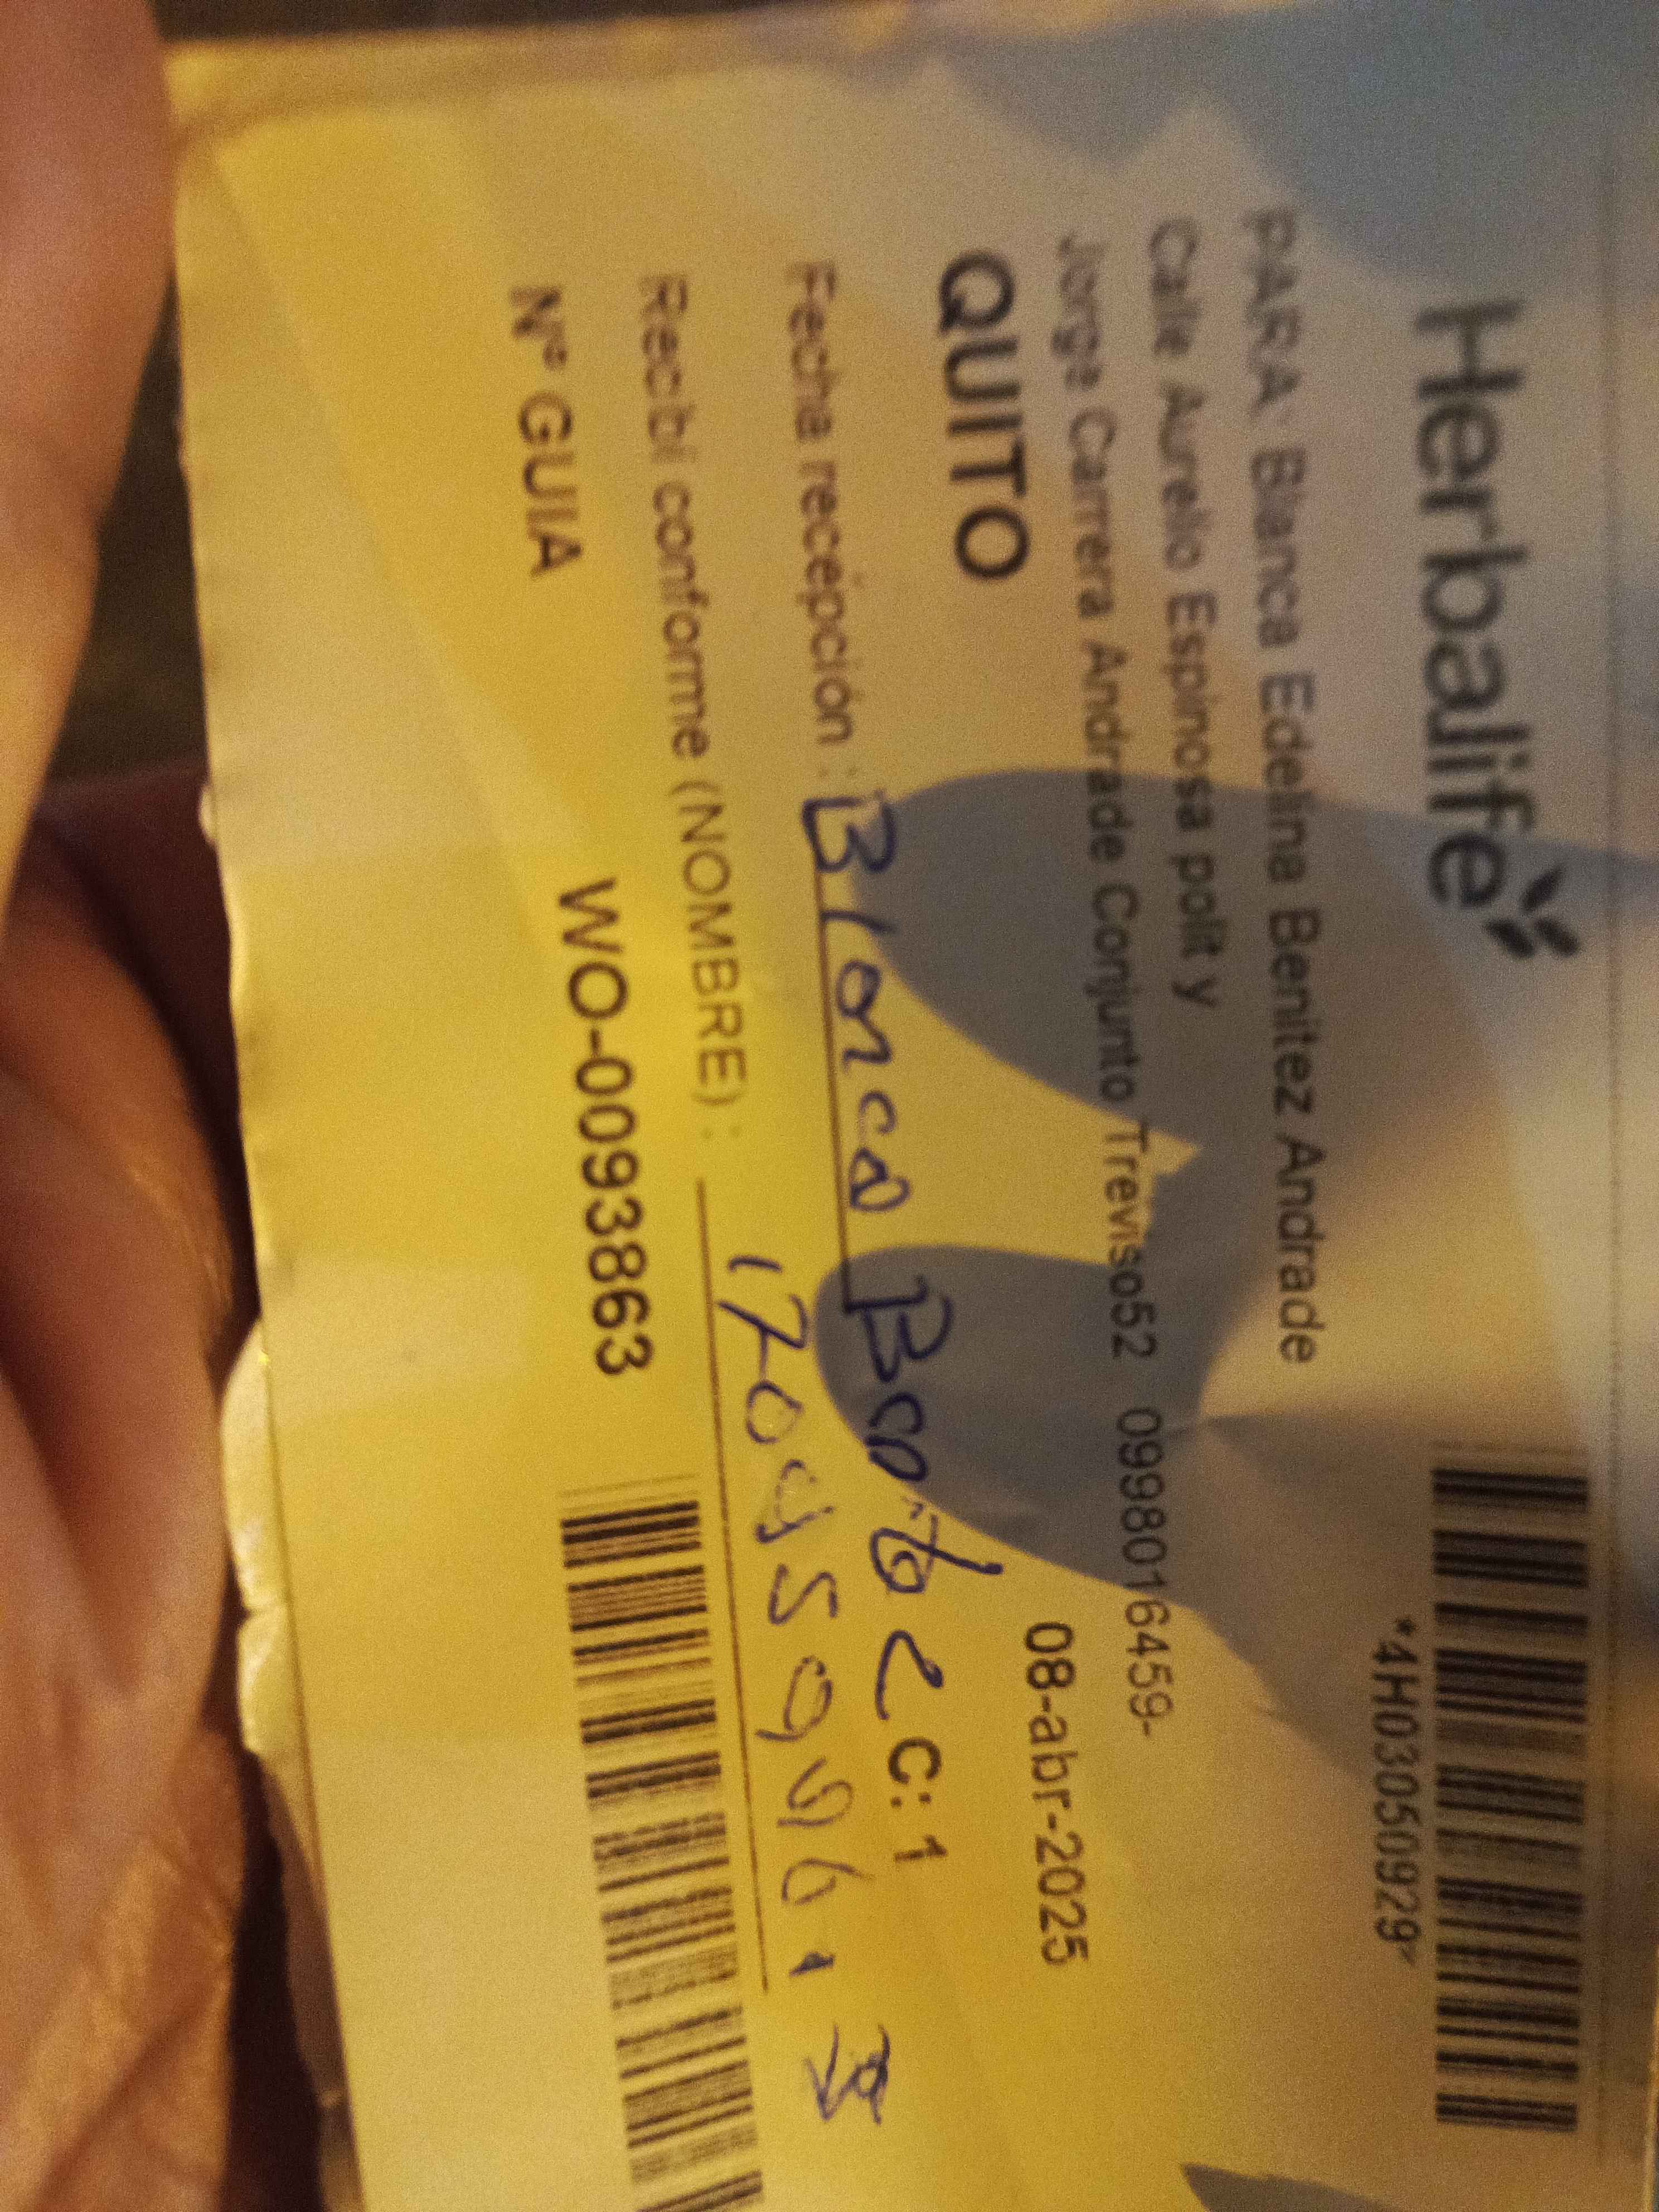 Herbalife
*4H03050929*
PARA: Blanca Edelina Benitez Andrade
Calle Aurelio Espinosa polit y
Jorge Carrera Andrade Conjunto Treviso52 0998016459-
QUITO 08-abr-2025
Fecha recepción : Blanca C: 1
Recibí conforme (NOMBRE) :
Nº GUIA WO-0093863